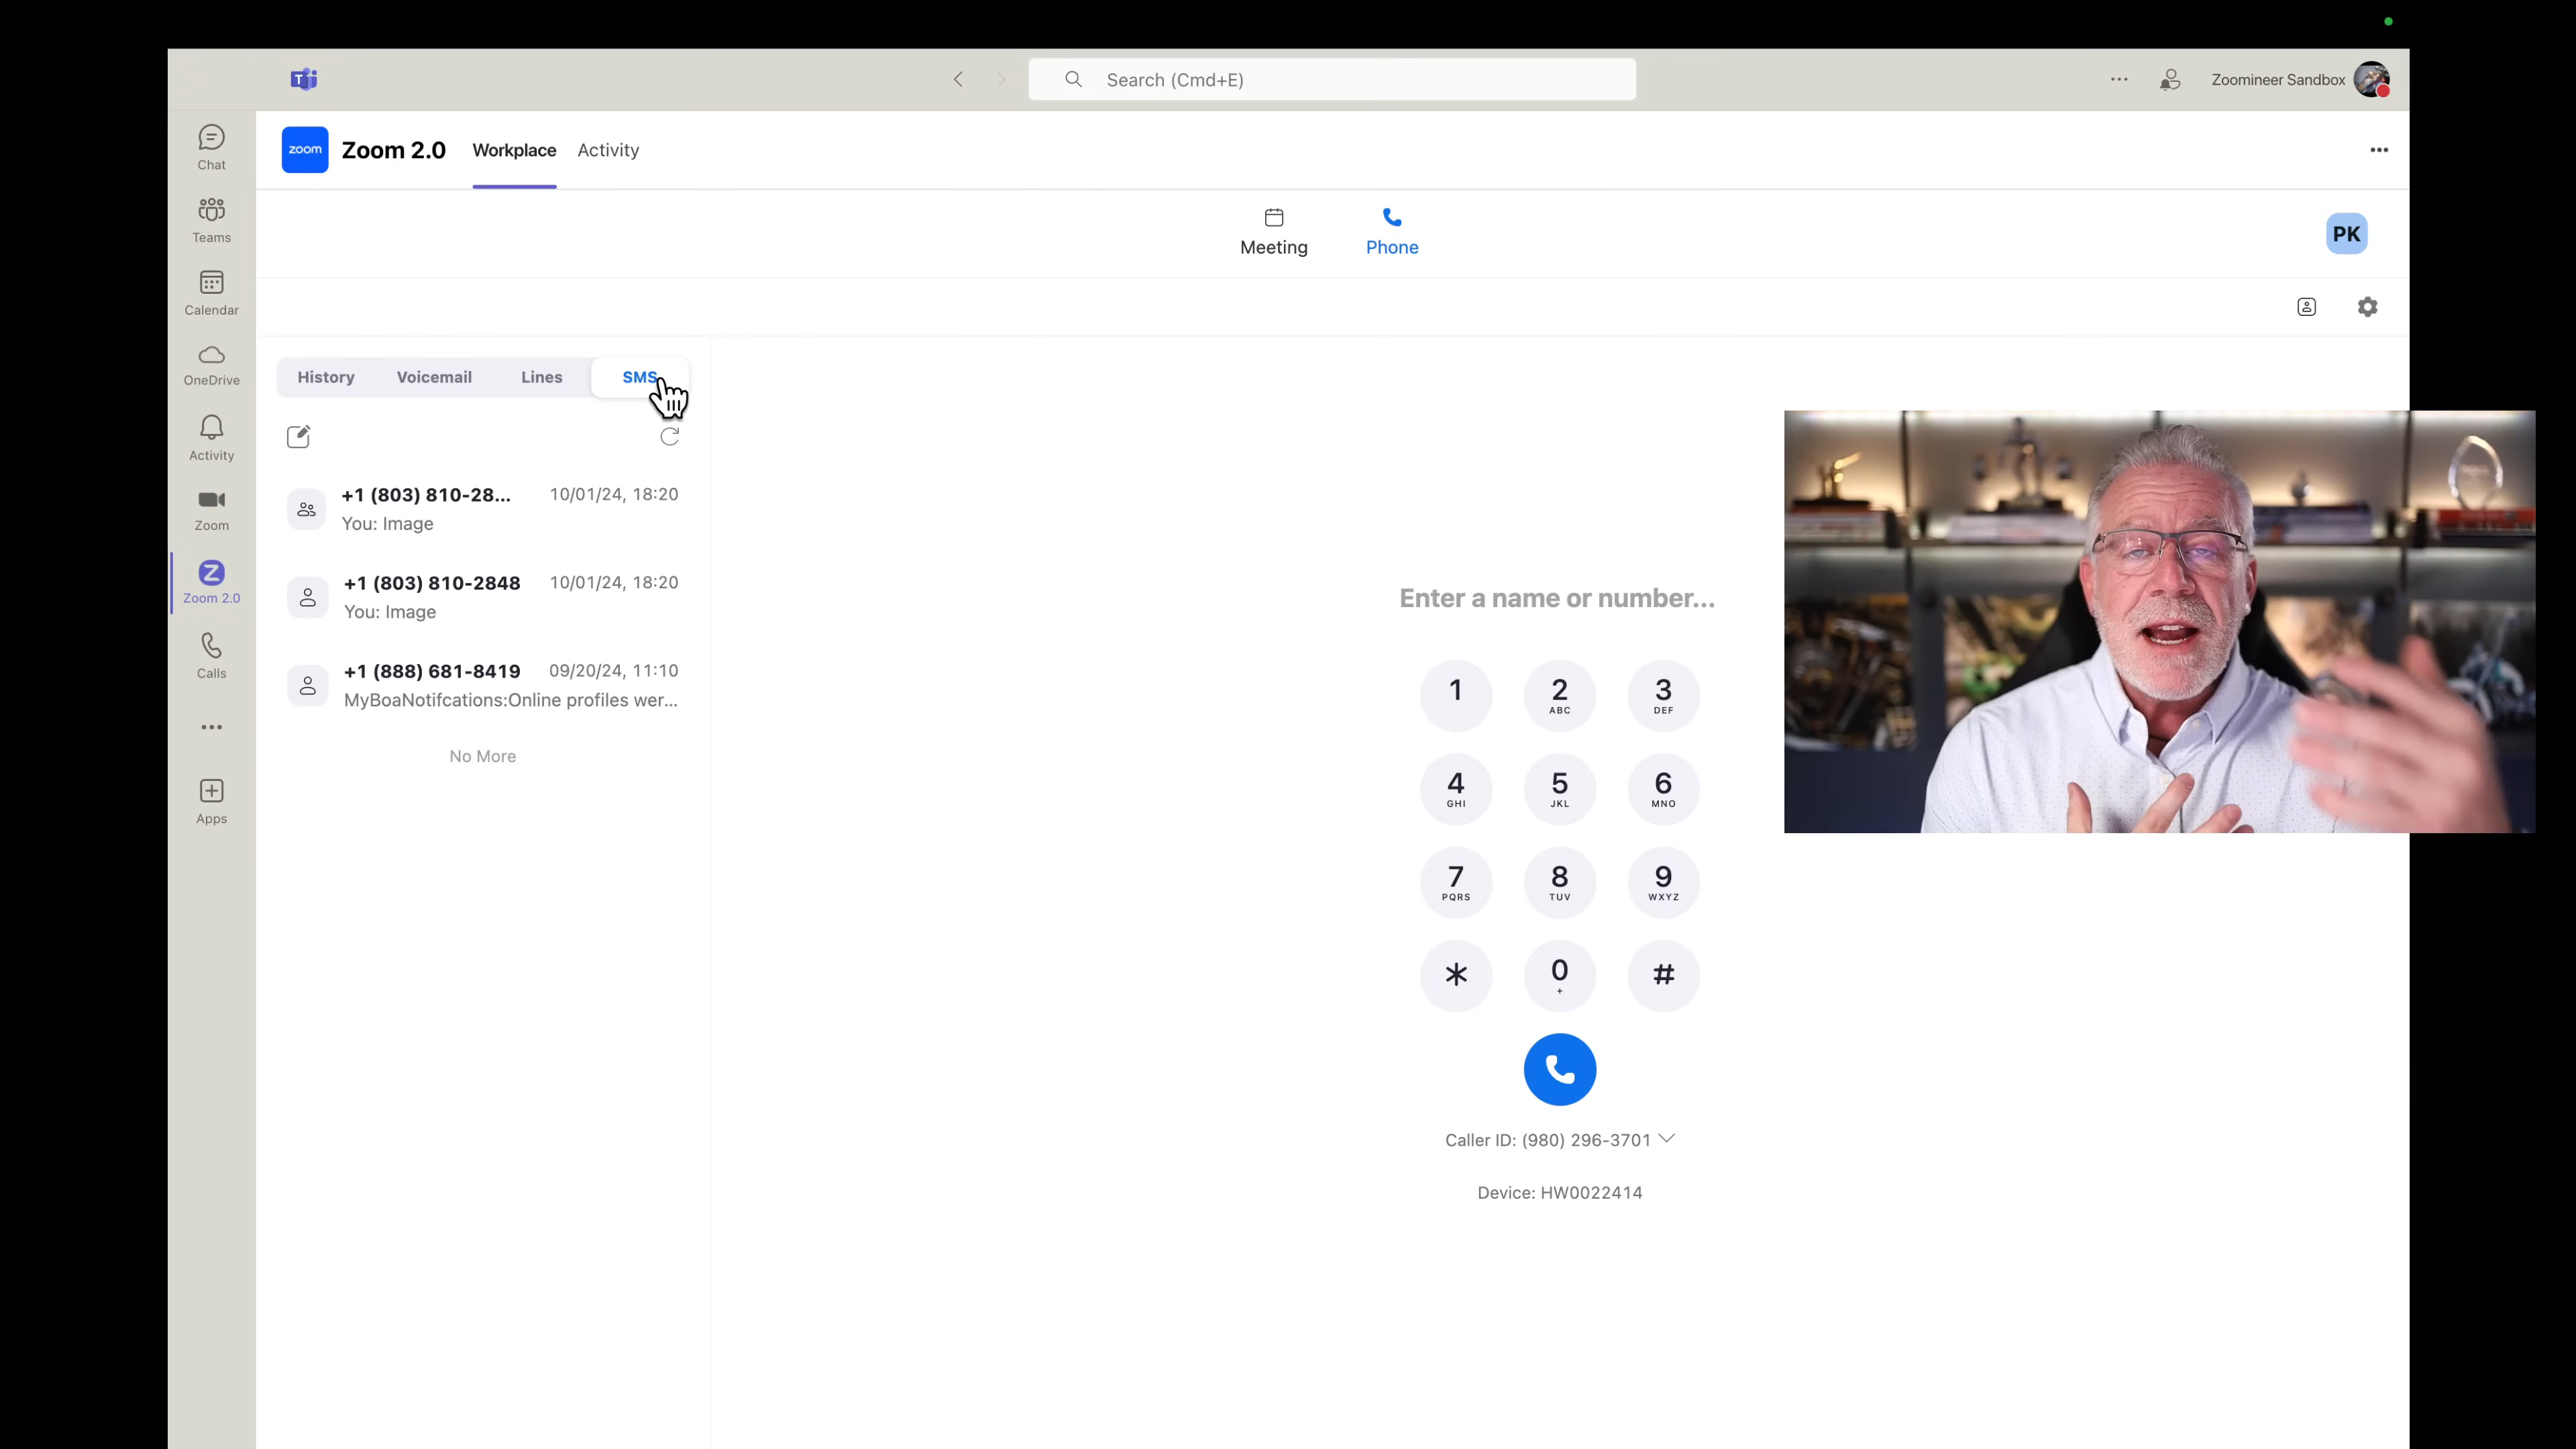 Search (Cmd+E)
Zoomineer Sandbox
Chat
Teams
Calendar
OneDrive
Activity
Zoom
Zoom 2.0
Calls
Apps
zoom
Zoom 2.0
Workplace
Activity
Meeting
Phone
PK
History
Voicemail
Lines
SMS
+1 (803) 810-28...
10/01/24, 18:20
You: Image
+1 (803) 810-2848
10/01/24, 18:20
You: Image
+1 (888) 681-8419
09/20/24, 11:10
MyBoaNotifcations:Online profiles wer...
No More
Enter a name or number...
1
2
ABC
3
DEF
4
GHI
5
JKL
6
MNO
7
PQRS
8
TUV
9
WXYZ
*
0
+
#
Caller ID: (980) 296-3701
Device: HW0022414